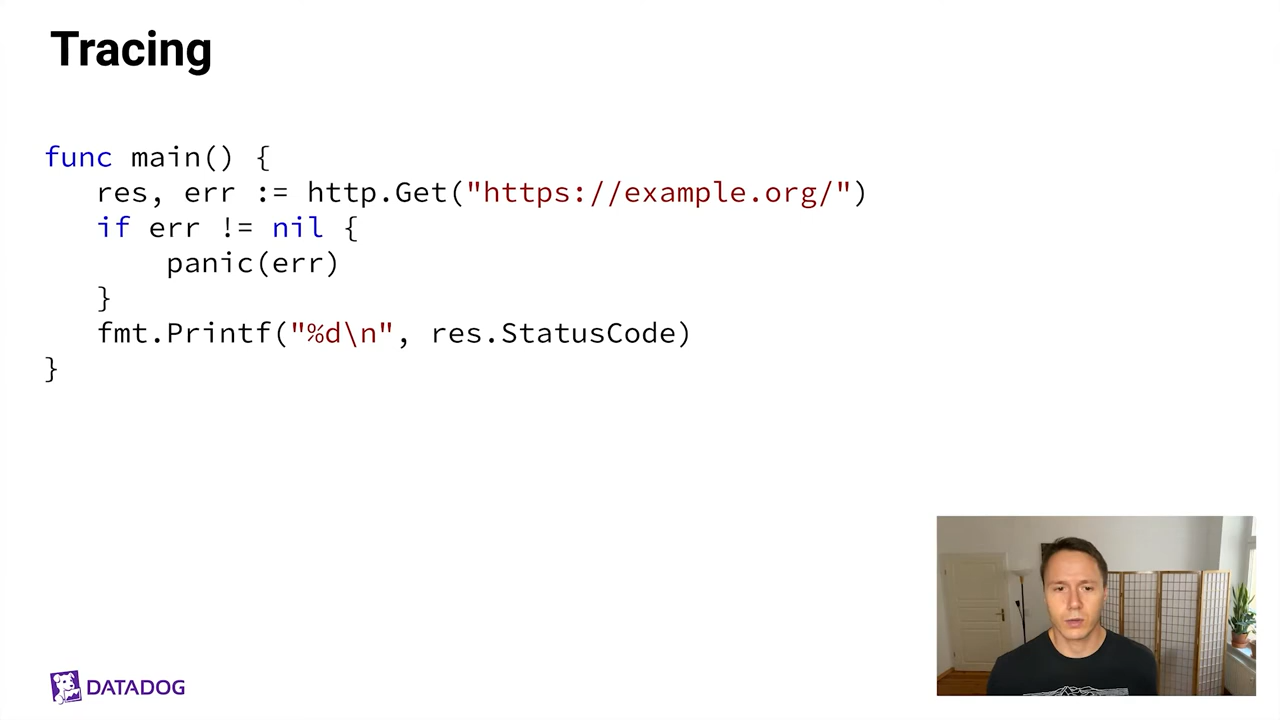 Tracing
func main() {
   res, err := http.Get("https://example.org/")
   if err != nil {
       panic(err)
   }
   fmt.Printf("%d\n", res.StatusCode)
}
DATADOG